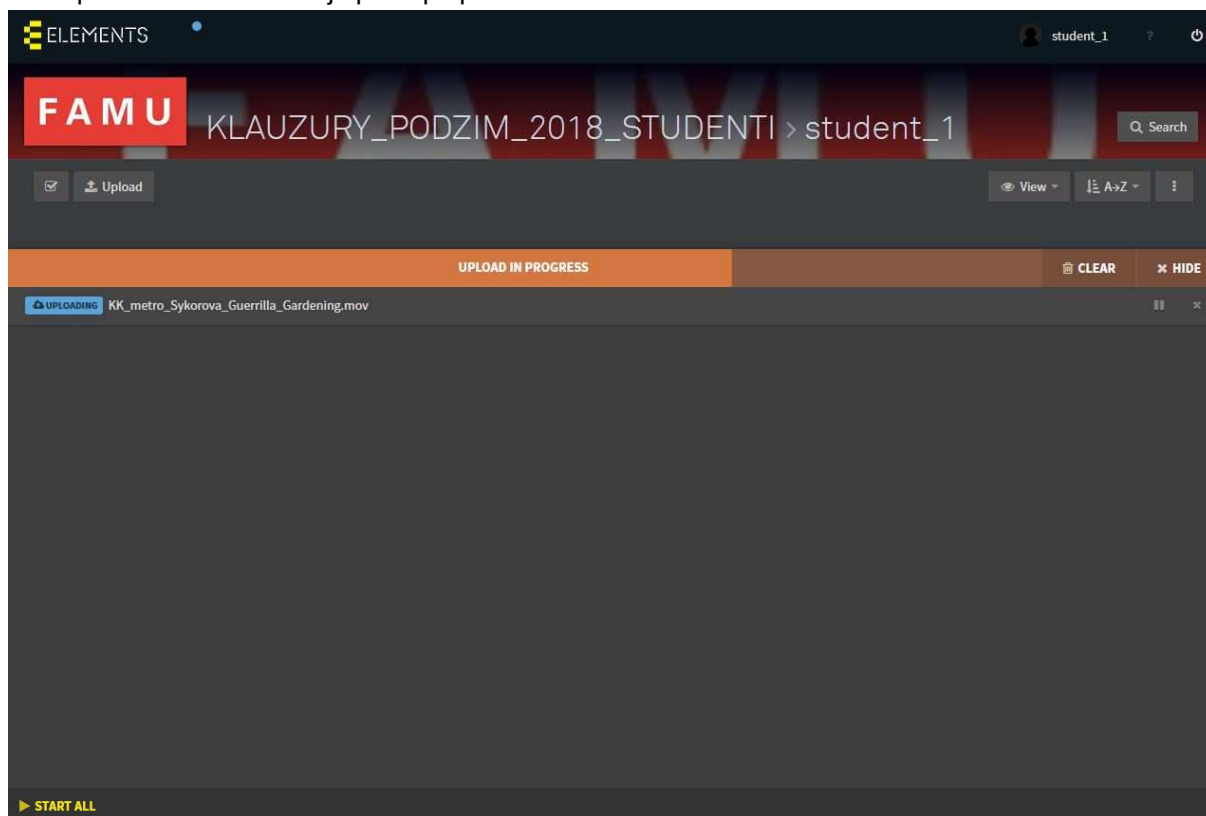 ELEMENTS
student_1 ?
FAMU
KLAUZURY_PODZIM_2018_STUDENTI > student_1
Search
Upload
View
A→Z
UPLOAD IN PROGRESS
CLEAR
HIDE
UPLOADING KK_metro_Sykorova_Guerrilla_Gardening.mov
START ALL